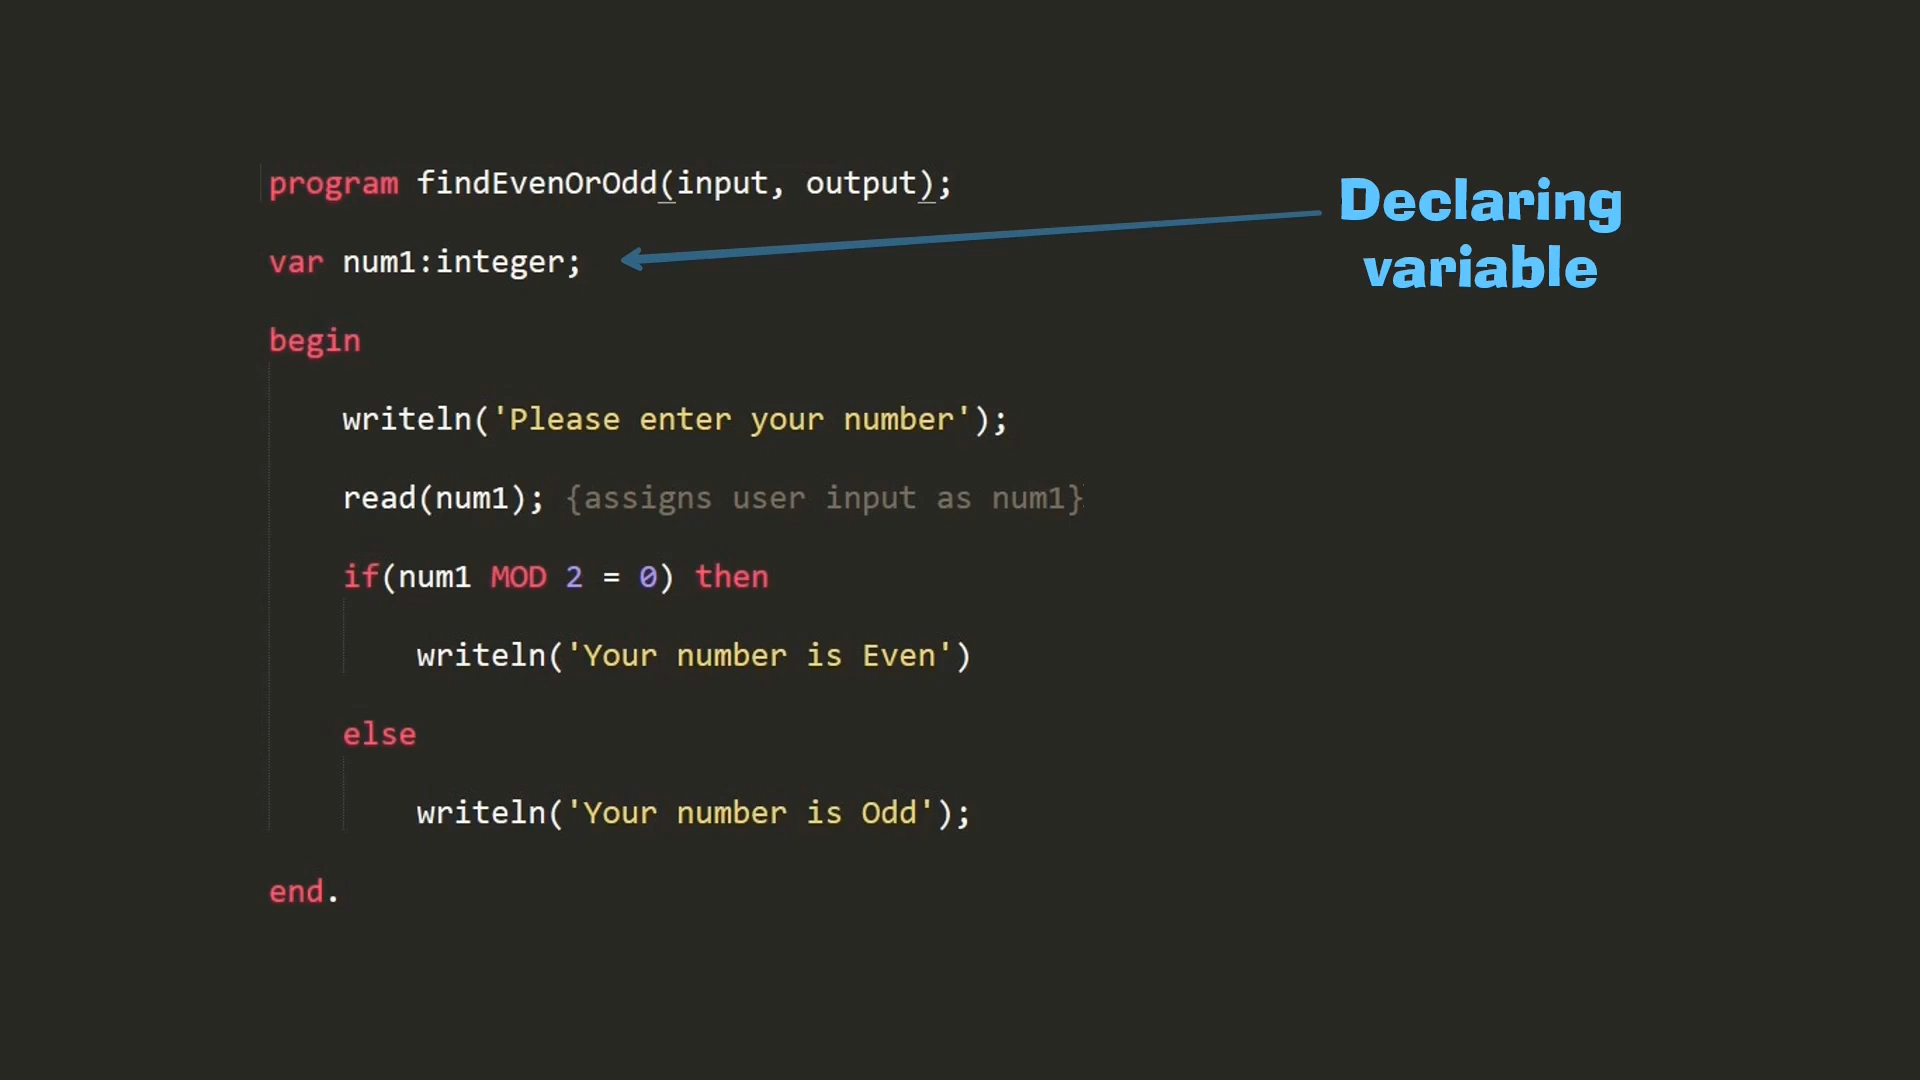 program findEvenOrOdd(input, output);
var num1:integer;
begin
writeln('Please enter your number');
read(num1); {assigns user input as num1}
if(num1 MOD 2 = 0) then
writeln('Your number is Even')
else
writeln('Your number is Odd');
end.
Declaring
variable